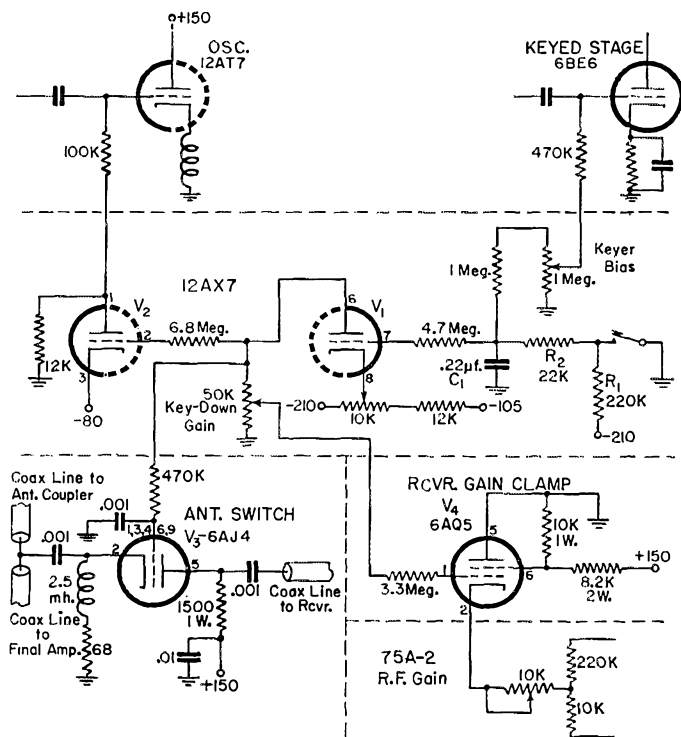 +150
OSC.
12AT7
KEYED STAGE
6BE6
100K
470K
12AX7
1 Meg.
1 Meg.
Keyer
Bias
1
V2
2
3
12K
-80
6.8 Meg.
6
V1
7
8
4.7 Meg.
.22µf.
C1
R2
22K
R1
220K
-210
50K
Key-Down
Gain
-210
10K
12K
-105
Coax Line to
Ant. Coupler
.001
.001
2.5
mh.
Coax Line
to
Final Amp.
68
470K
ANT. SWITCH
V3-6AJ4
1,3,4
6,9
2
5
.001
Coax Line
to Rcvr.
1500
1W.
.01
+150
RCVR. GAIN CLAMP
V4
6AQ5
5
1
6
2
3.3 Meg.
10K
1W.
8.2K
2W.
+150
75A-2
R.F. Gain
10K
220K
10K